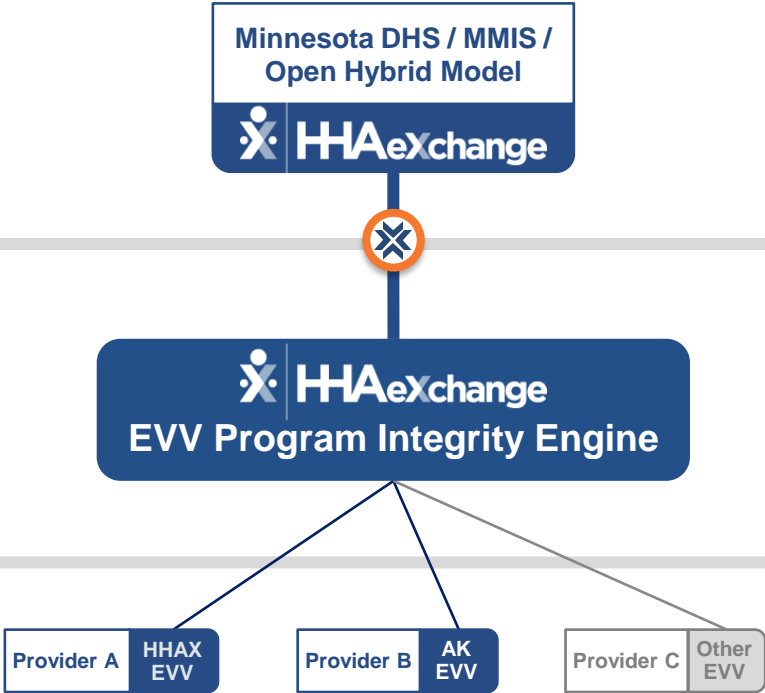 Minnesota DHS / MMIS /
Open Hybrid Model
HHAeXchange
HHAeXchange
EVV Program Integrity Engine
Provider A
HHAX
EVV
Provider B
AK
EVV
Provider C
Other
EVV